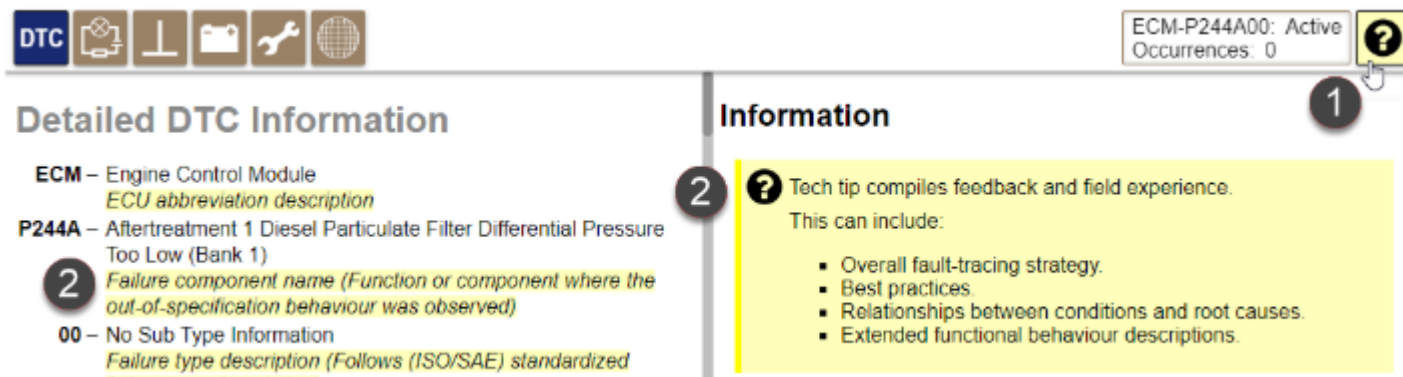 DTC
ECM-P244A00: Active
Occurrences: 0
?
1
Detailed DTC Information
ECM – Engine Control Module
ECU abbreviation description
P244A – Aftertreatment 1 Diesel Particulate Filter Differential Pressure
Too Low (Bank 1)
2
Failure component name (Function or component where the
out-of-specification behaviour was observed)
00 – No Sub Type Information
Failure type description (Follows (ISO/SAE) standardized
Information
2
? Tech tip compiles feedback and field experience.
This can include:
▪ Overall fault-tracing strategy.
▪ Best practices.
▪ Relationships between conditions and root causes.
▪ Extended functional behaviour descriptions.